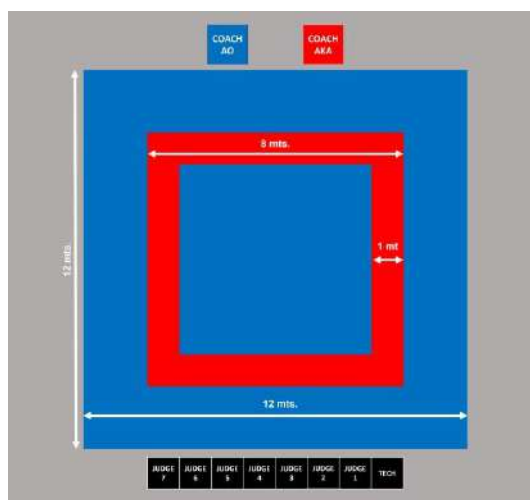 COACH
AO
COACH
AKA
8 mts.
1 mt
12 mts.
12 mts.
JUDGE
7
JUDGE
6
JUDGE
5
JUDGE
4
JUDGE
3
JUDGE
2
JUDGE
1
TECH